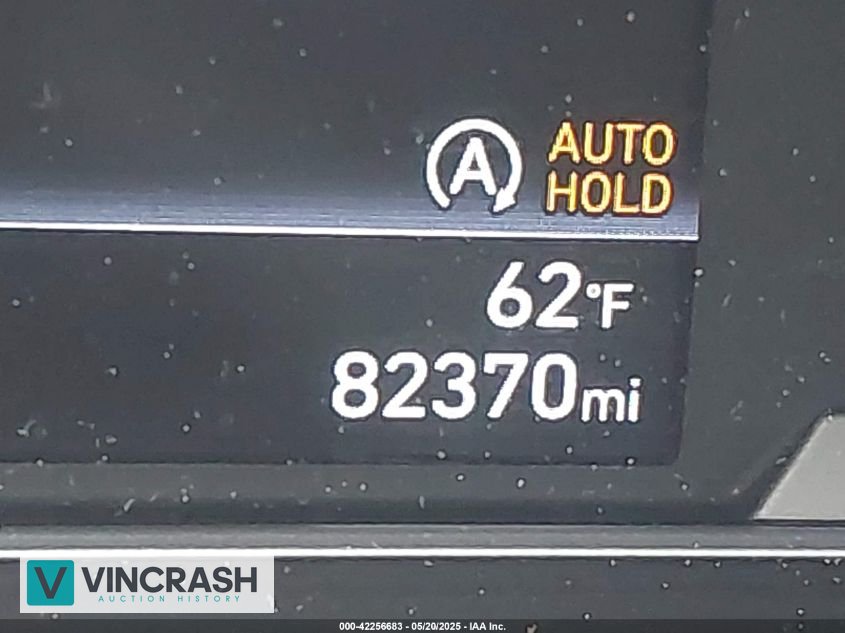 A
AUTO
HOLD
62°F
82370mi
V VINCRASH
AUCTION HISTORY
000-42256683 - 05/20/2025 - IAA Inc.